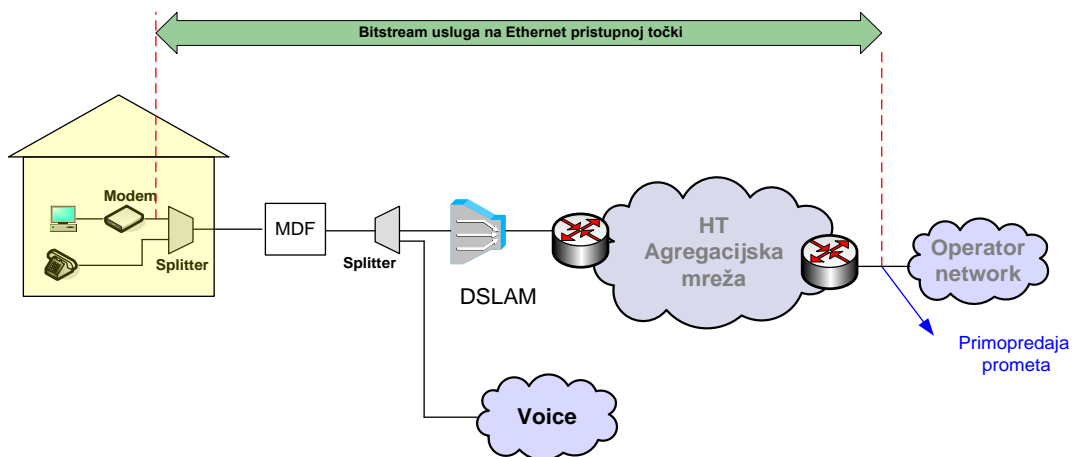 Bitstream usluga na Ethernet pristupnoj točki
Modem
Splitter
MDF
Splitter
DSLAM
HT
Agregacijska
mreža
Operator
network
Primopredaja
prometa
Voice